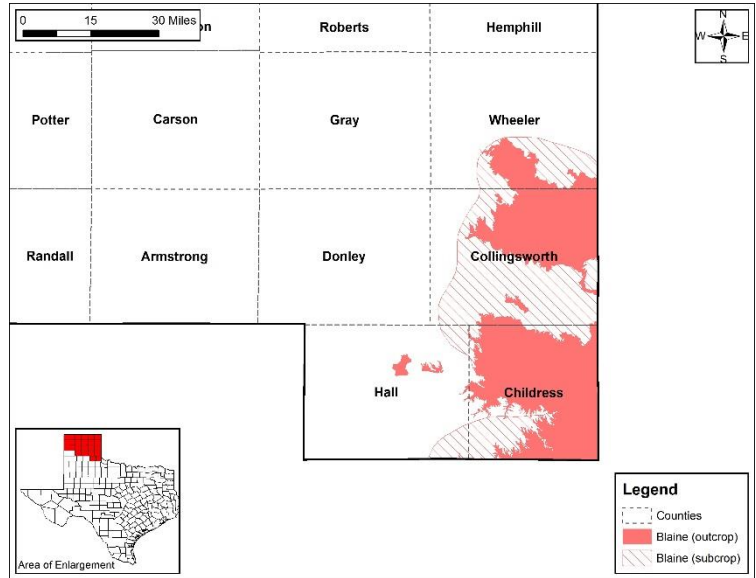 0 15 30 Miles
on
Roberts
Hemphill
N
W E
S
Potter
Carson
Gray
Wheeler
Randall
Armstrong
Donley
Collingsworth
Hall
Childress
Area of Enlargement
Legend
Counties
Blaine (outcrop)
Blaine (subcrop)